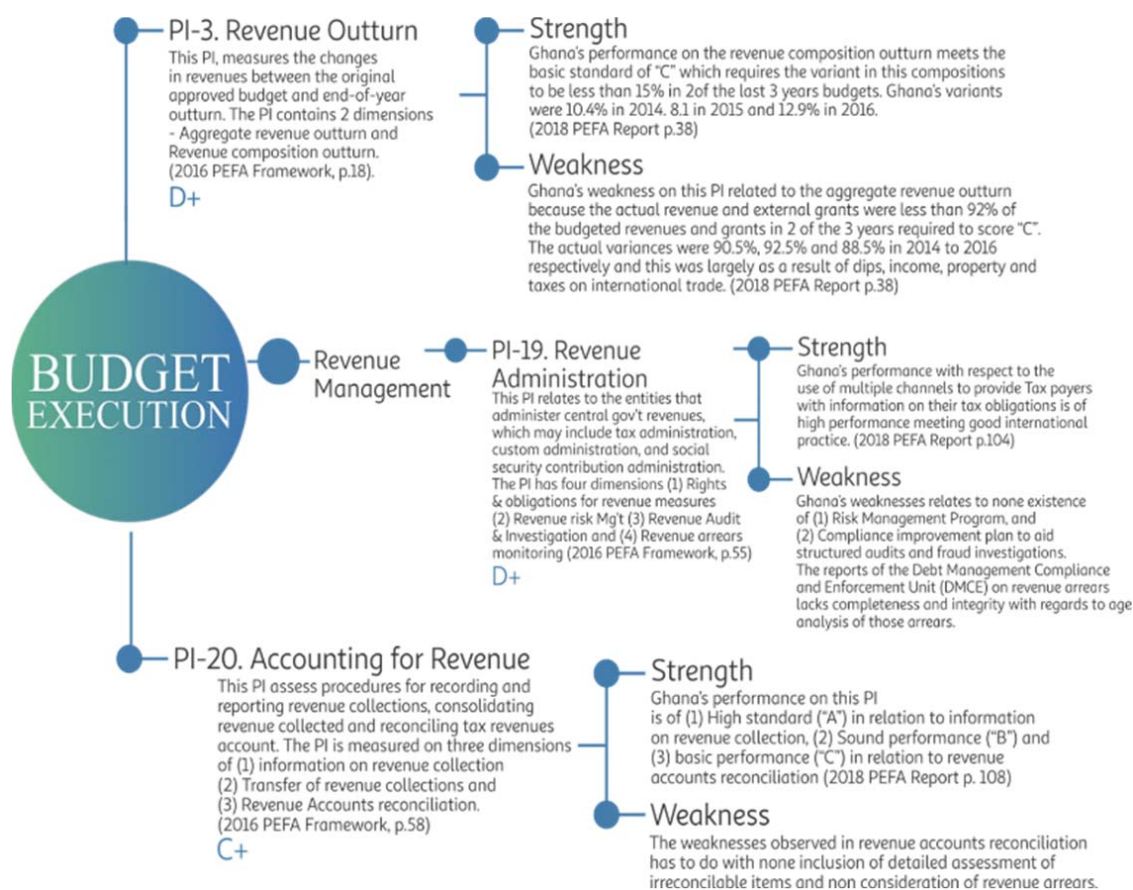 PI-3. Revenue Outturn
This PI, measures the changes
in revenues between the original
approved budget and end-of-year
outturn. The PI contains 2 dimensions
- Aggregate revenue outturn and
Revenue composition outturn.
(2016 PEFA Framework, p.18).
D+
Strength
Ghana's performance on the revenue composition outturn meets the
basic standard of "C" which requires the variant in this compositions
to be less than 15% in 2of the last 3 years budgets. Ghana's variants
were 10.4% in 2014. 8.1 in 2015 and 12.9% in 2016.
(2018 PEFA Report p.38)
Weakness
Ghana's weakness on this PI related to the aggregate revenue outturn
because the actual revenue and external grants were less than 92% of
the budgeted revenues and grants in 2 of the 3 years required to score "C".
The actual variances were 90.5%, 92.5% and 88.5% in 2014 to 2016
respectively and this was largely as a result of dips, income, property and
taxes on international trade. (2018 PEFA Report p.38)
BUDGET
EXECUTION
Revenue
Management
PI-19. Revenue
Administration
This PI relates to the entities that
administer central gov't revenues,
which may include tax administration,
custom administration, and social
security contribution administration.
The PI has four dimensions (1) Rights
& obligations for revenue measures
(2) Revenue risk Mg't (3) Revenue Audit
& Investigation and (4) Revenue arrears
monitoring (2016 PEFA Framework, p.55)
D+
Strength
Ghana's performance with respect to the
use of multiple channels to provide Tax payers
with information on their tax obligations is of
high performance meeting good international
practice. (2018 PEFA Report p.104)
Weakness
Ghana's weaknesses relates to none existence
of (1) Risk Management Program, and
(2) Compliance improvement plan to aid
structured audits and fraud investigations.
The reports of the Debt Management Compliance
and Enforcement Unit (DMCE) on revenue arrears
lacks completeness and integrity with regards to age
analysis of those arrears.
PI-20. Accounting for Revenue
This PI assess procedures for recording and
reporting revenue collections, consolidating
revenue collected and reconciling tax revenues
account. The PI is measured on three dimensions
of (1) information on revenue collection
(2) Transfer of revenue collections and
(3) Revenue Accounts reconciliation.
(2016 PEFA Framework, p.58)
C+
Strength
Ghana's performance on this PI
is of (1) High standard ("A") in relation to information
on revenue collection, (2) Sound performance ("B") and
(3) basic performance ("C") in relation to revenue
accounts reconciliation (2018 PEFA Report p. 108)
Weakness
The weaknesses observed in revenue accounts reconciliation
has to do with none inclusion of detailed assessment of
irreconcilable items and non consideration of revenue arrears.